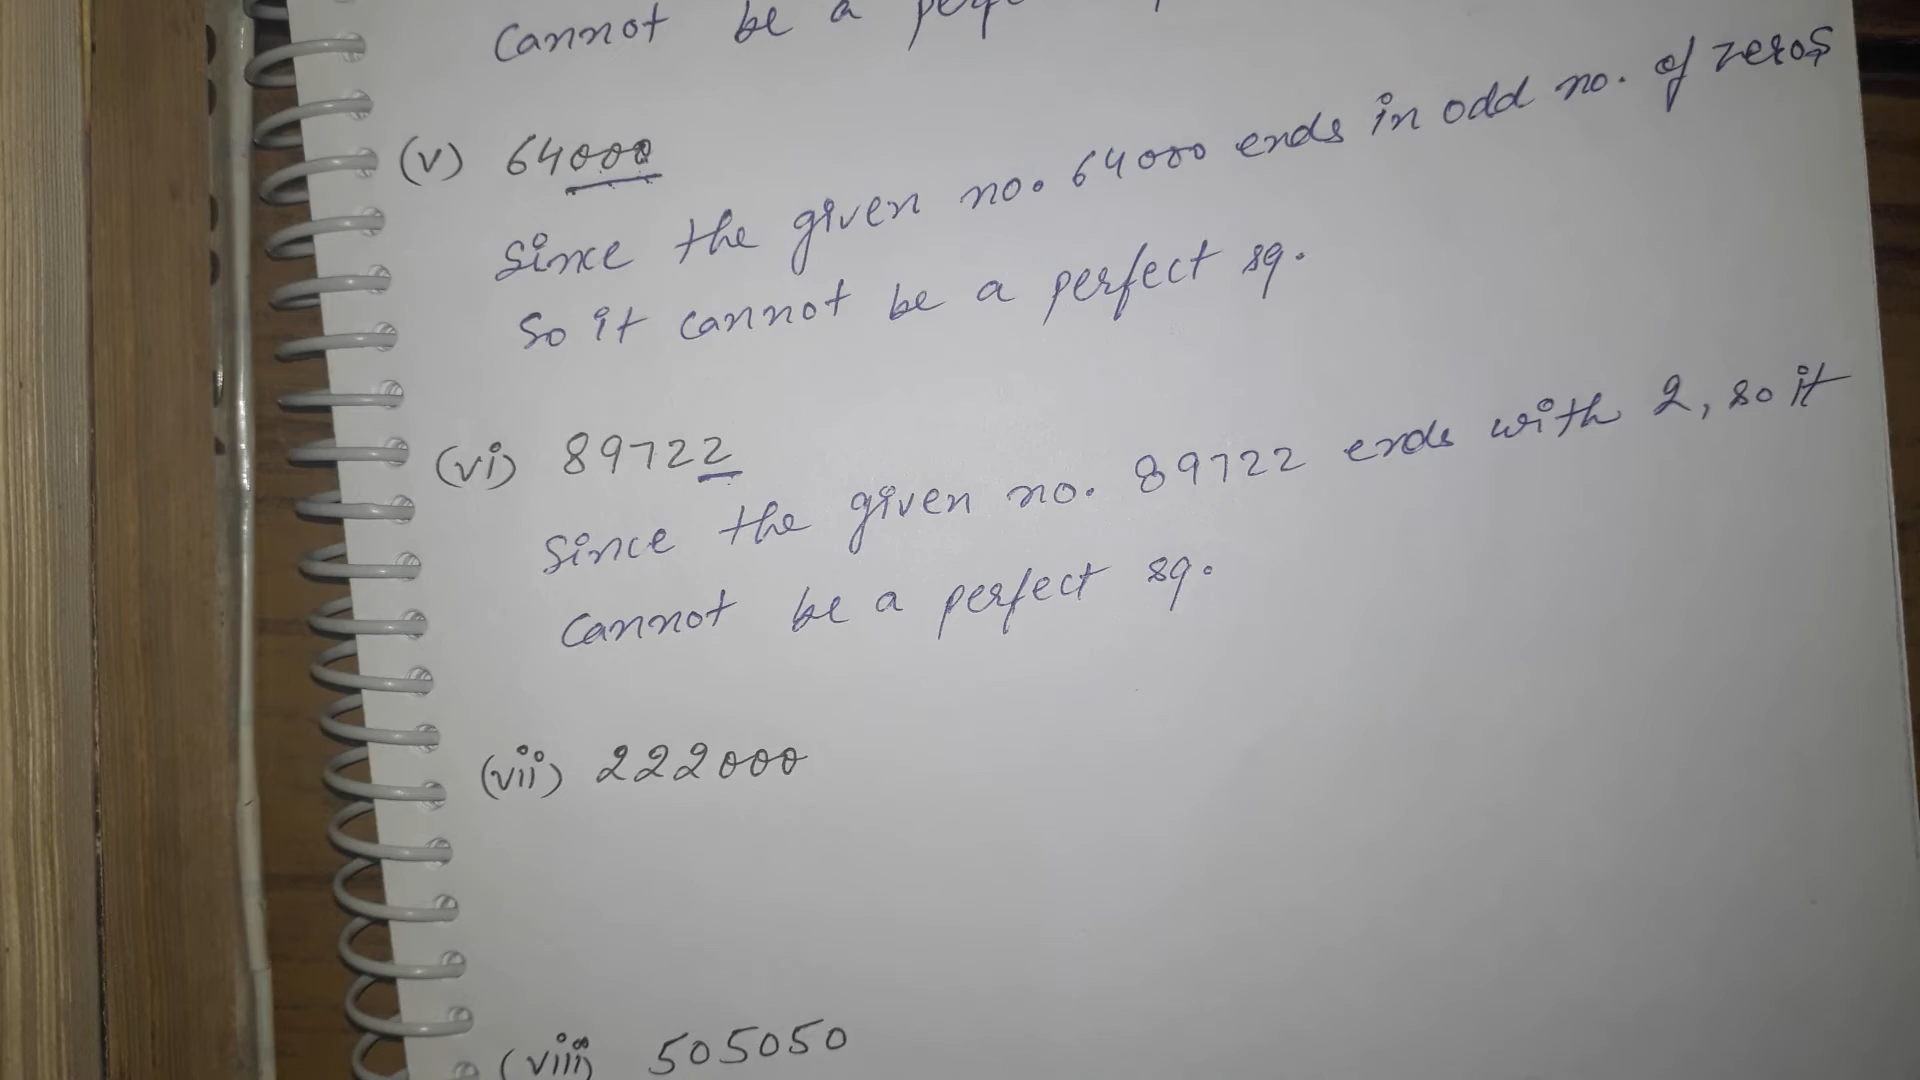 cannot be a
(v) 64000
Since the given no. 64000 ends in odd no. of zeros
So it cannot be a perfect sq.
(vi) 89722
Since the given no. 89722 ends with 2, so it
cannot be a perfect sq.
(vii) 222000
(viii) 505050